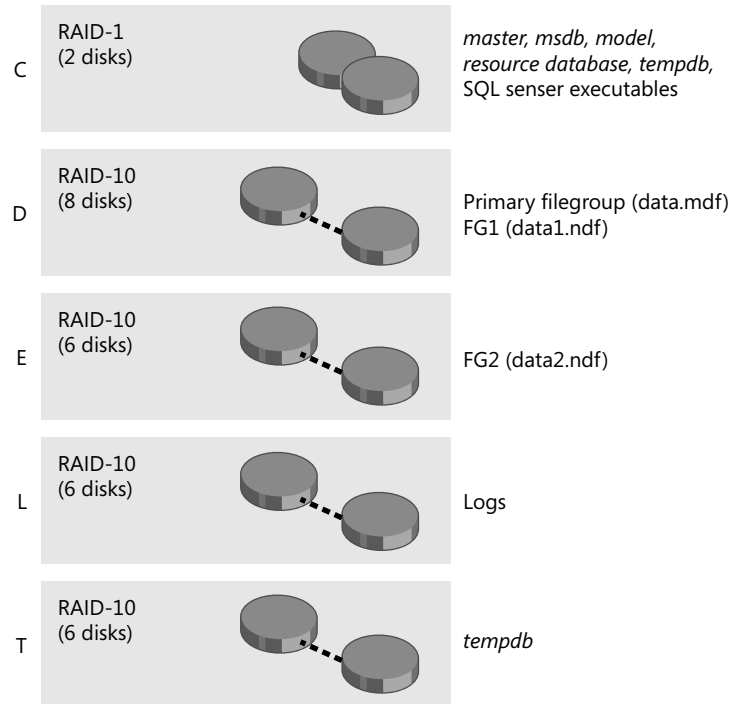 C
RAID-1
(2 disks)
master, msdb, model,
resource database, tempdb,
SQL senser executables
D
RAID-10
(8 disks)
Primary filegroup (data.mdf)
FG1 (data1.ndf)
E
RAID-10
(6 disks)
FG2 (data2.ndf)
L
RAID-10
(6 disks)
Logs
T
RAID-10
(6 disks)
tempdb